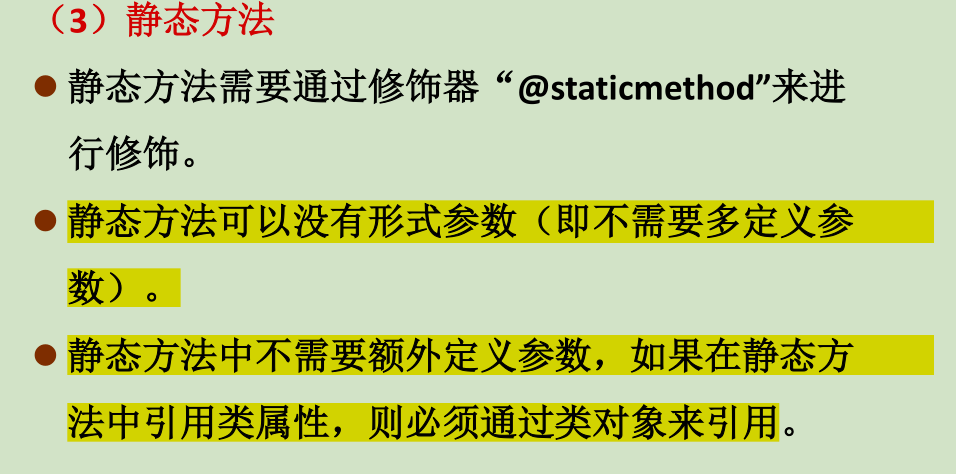 （3）静态方法
静态方法需要通过修饰器“@staticmethod”来进
行修饰。
静态方法可以没有形式参数（即不需要多定义参
数）。
静态方法中不需要额外定义参数，如果在静态方
法中引用类属性，则必须通过类对象来引用。